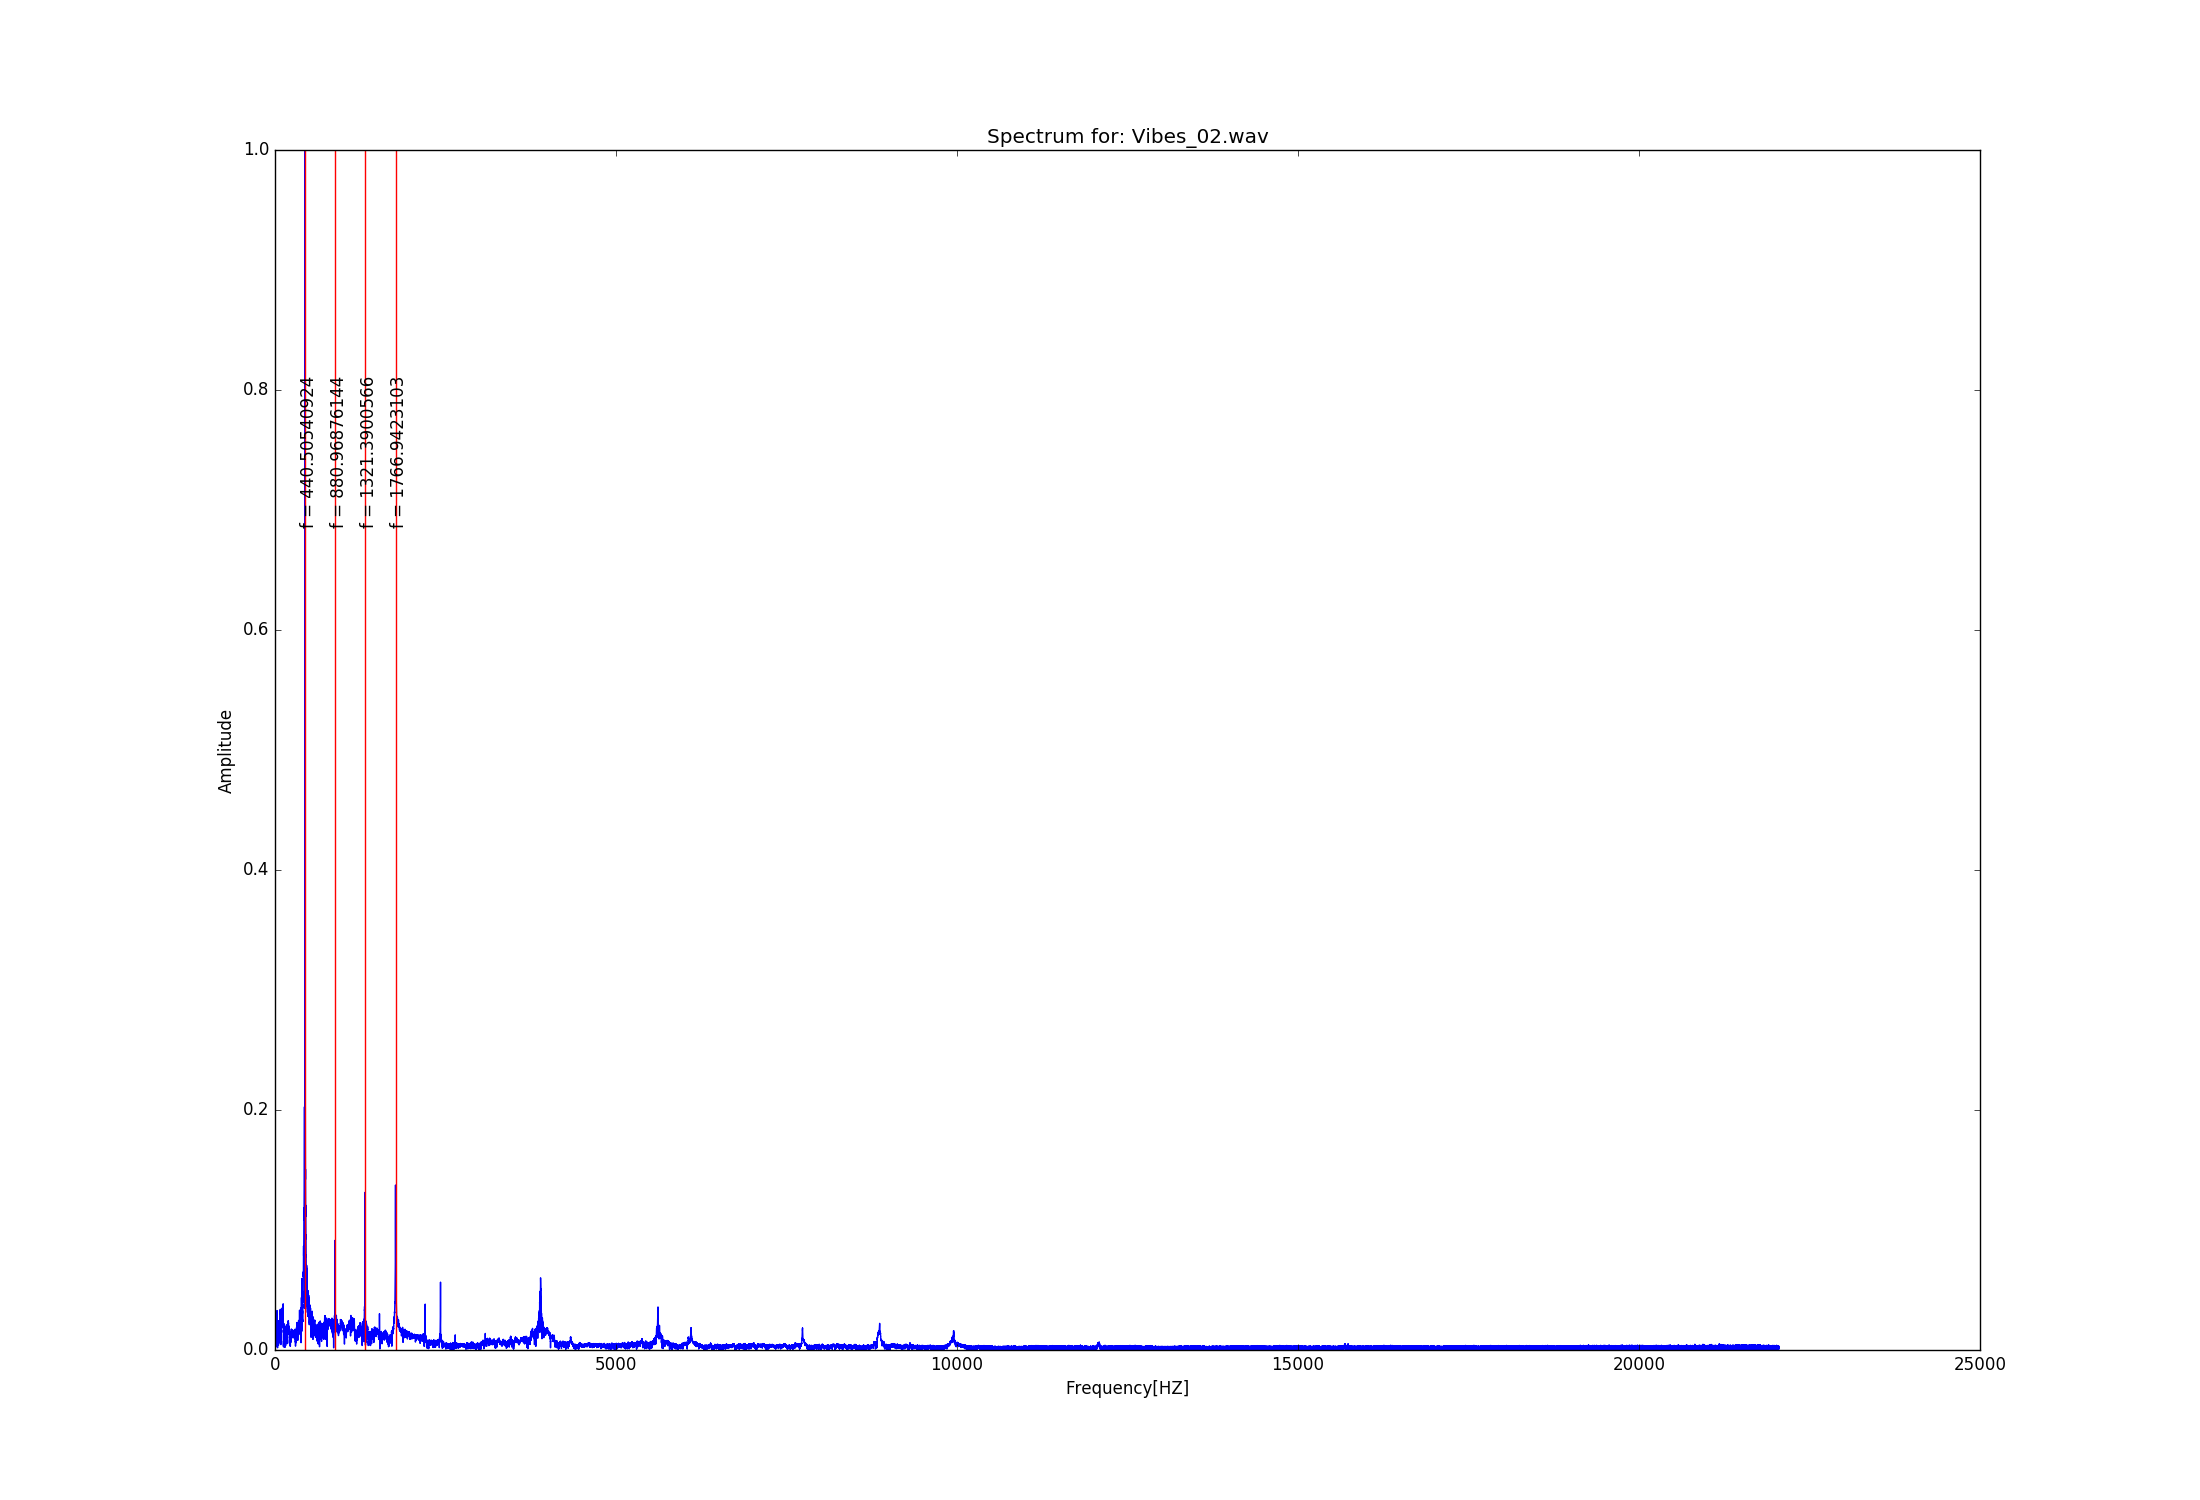 Spectrum for: Vibes_02.wav
1.0
0.8
0.6
0.4
0.2
0.0
Amplitude
f = 440.50540924
f = 880.96876144
f = 1321.3900566
f = 1766.9423103
0
5000
10000
15000
20000
25000
Frequency[HZ]